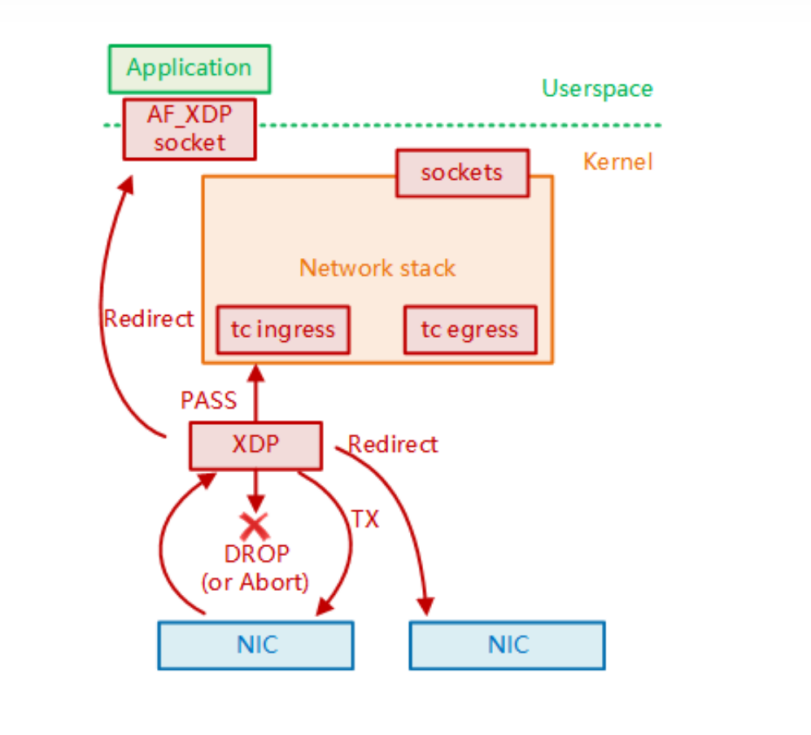 Application
Userspace
AF_XDP
socket
Kernel
sockets
Network stack
Redirect
tc ingress
tc egress
PASS
XDP
Redirect
TX
DROP
(or Abort)
NIC
NIC